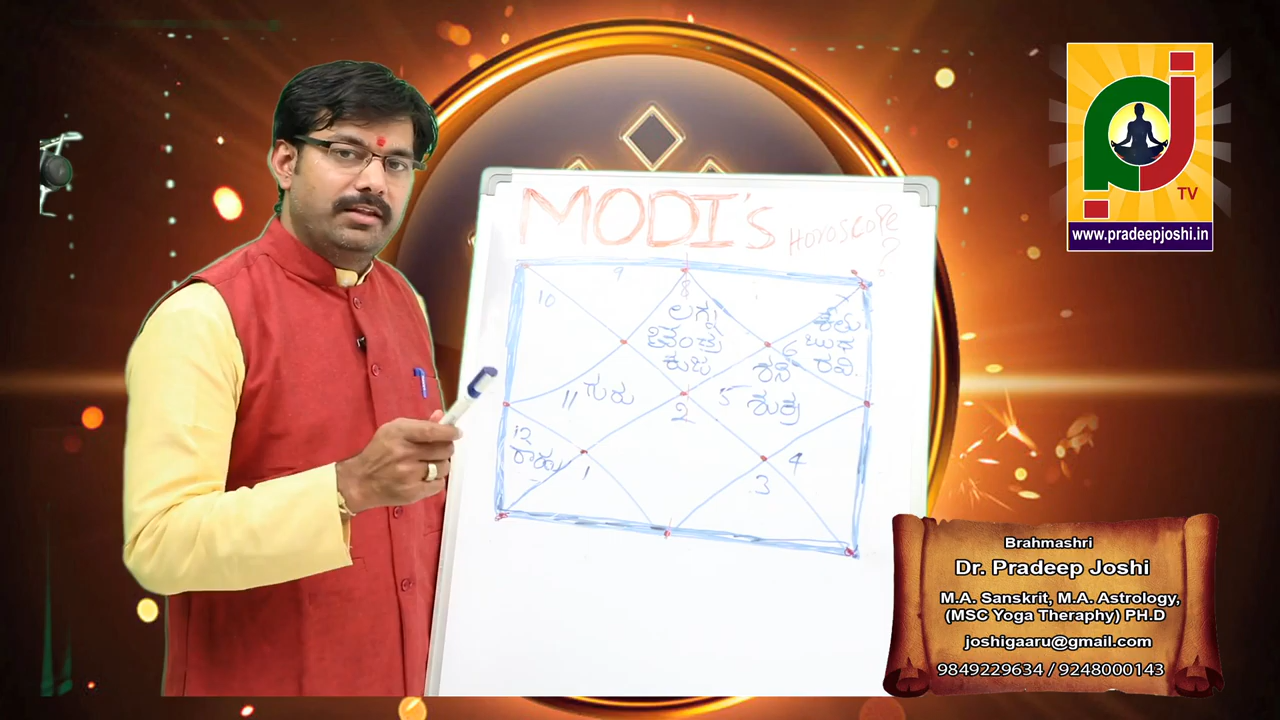 MODI'S HOROSCOPE?
9
10
8
ಲಗ್ನ
ಕುಜ
7
ಕೇತು
ಬುಧ
ರವಿ.
6
ಶನಿ
5 ಶುಕ್ರ
11 ಗುರು
2
12
ರಾಹು
1
4
3
PJ
TV
www.pradeepjoshi.in
Brahmashri
Dr. Pradeep Joshi
M.A. Sanskrit, M.A. Astrology,
(MSC Yoga Theraphy) PH.D
joshigaaru@gmail.com
9849229634 / 9248000143